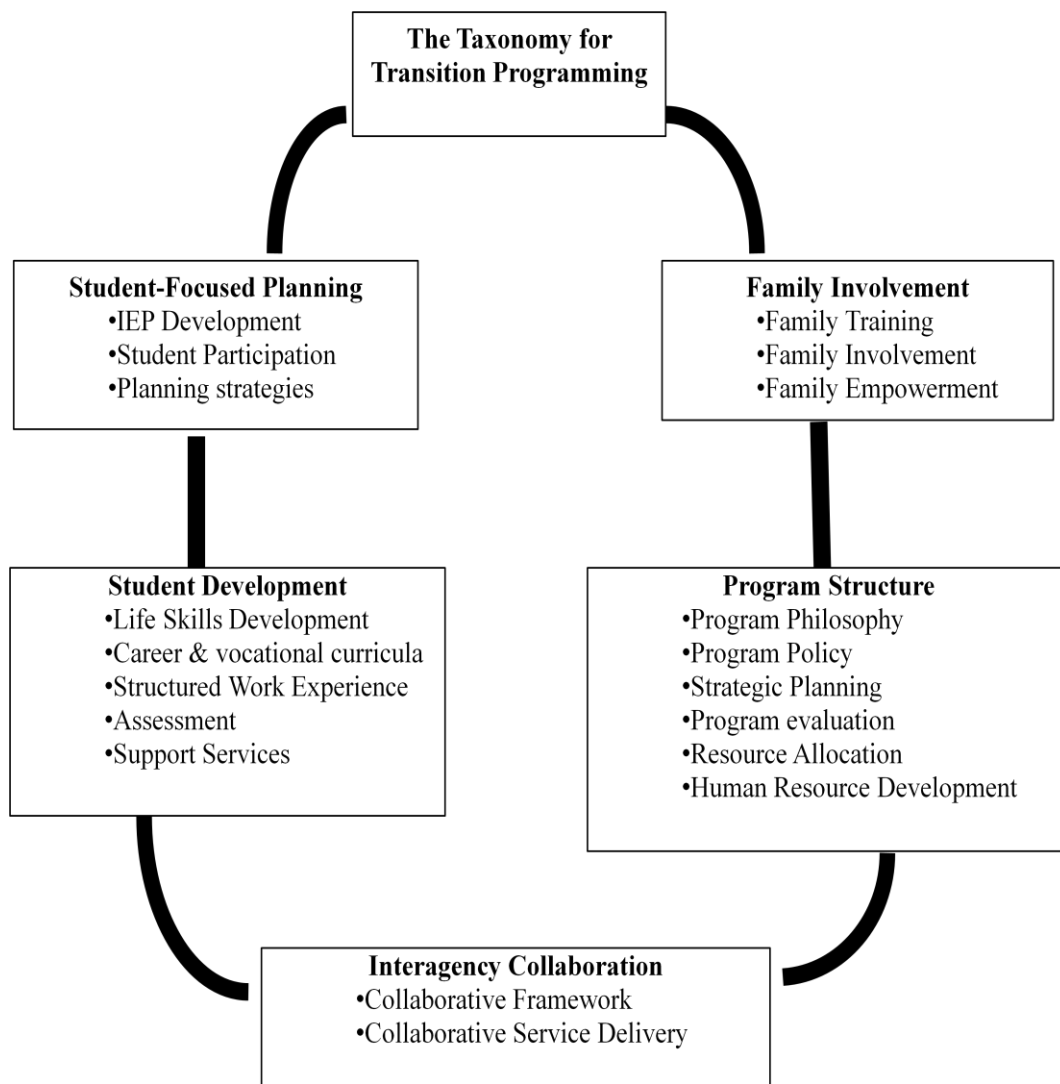 The Taxonomy for
Transition Programming
Student-Focused Planning
•IEP Development
•Student Participation
•Planning strategies
Family Involvement
•Family Training
•Family Involvement
•Family Empowerment
Student Development
•Life Skills Development
•Career & vocational curricula
•Structured Work Experience
•Assessment
•Support Services
Program Structure
•Program Philosophy
•Program Policy
•Strategic Planning
•Program evaluation
•Resource Allocation
•Human Resource Development
Interagency Collaboration
•Collaborative Framework
•Collaborative Service Delivery